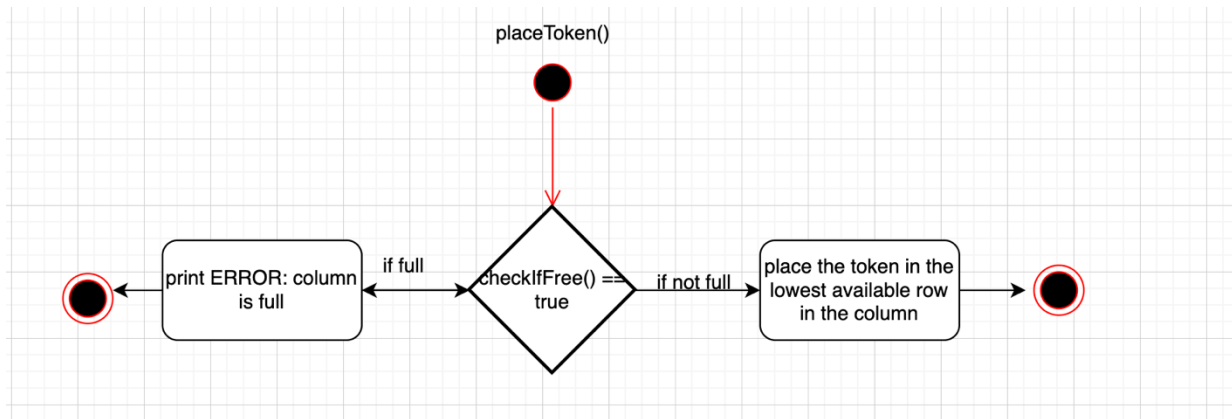 placeToken()
print ERROR: column
is full
if full
checkIfFree() ==
true
if not full
place the token in the
lowest available row
in the column